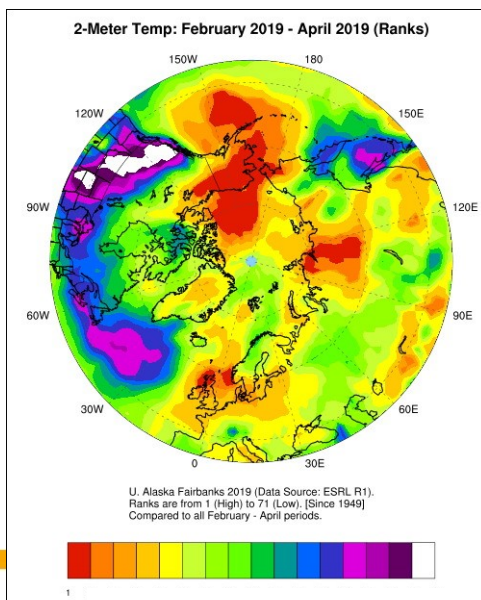 2-Meter Temp: February 2019 - April 2019 (Ranks)
150W
180
120W
150E
90W
120E
60W
90E
30W
60E
0
30E
U. Alaska Fairbanks 2019 (Data Source: ESRL R1).
Ranks are from 1 (High) to 71 (Low). [Since 1949]
Compared to all February - April periods.
1